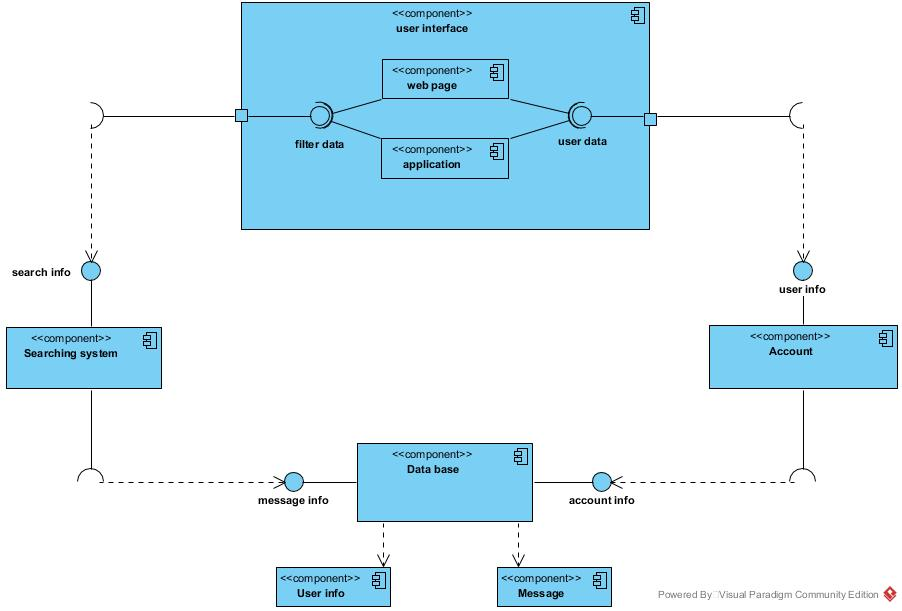 <<component>>
user interface
<<component>>
web page
filter data
user data
<<component>>
application
search info
user info
<<component>>
Searching system
<<component>>
Account
<<component>>
Data base
message info
account info
<<component>>
User info
<<component>>
Message
Powered By Visual Paradigm Community Edition